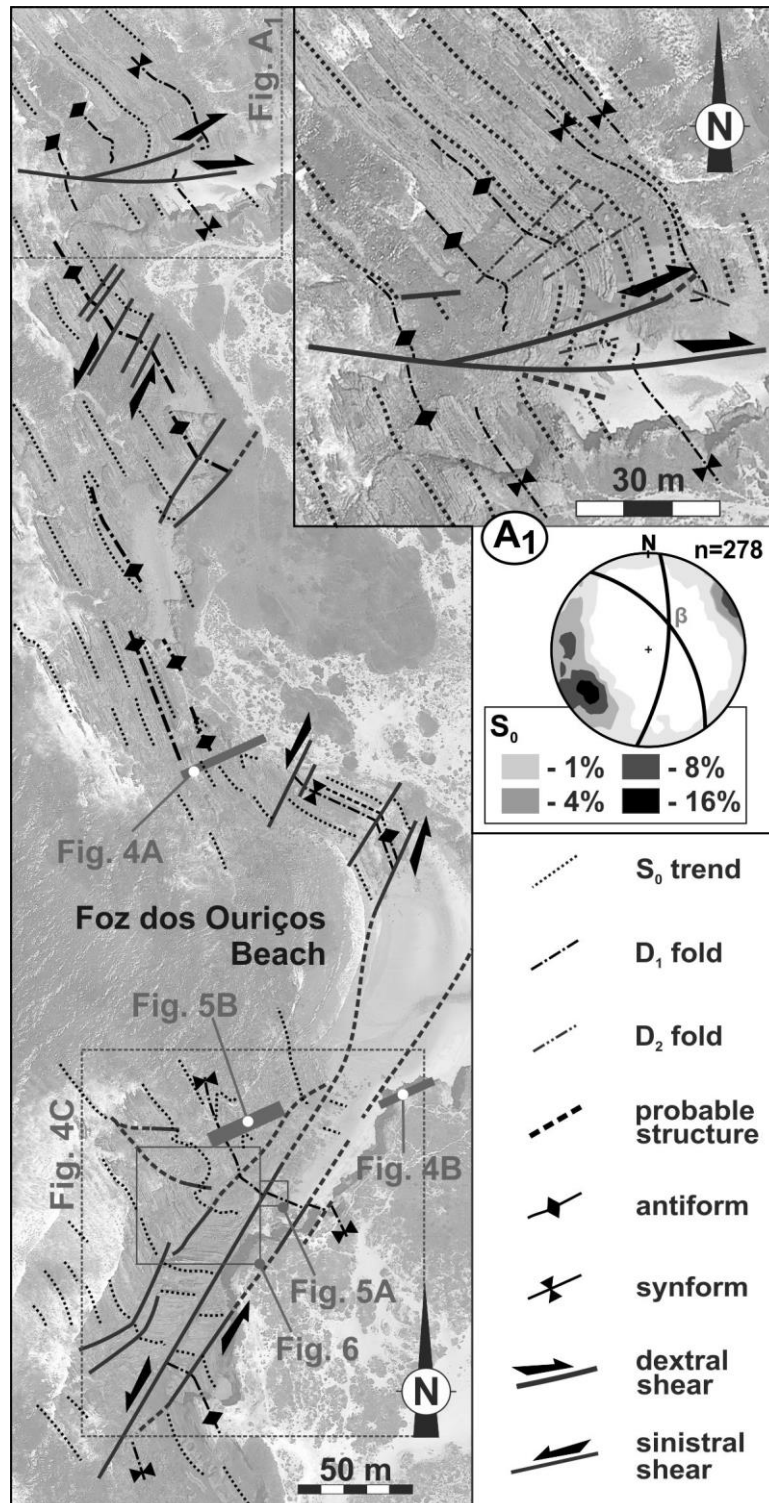 Fig. A₁
N
30 m
A₁
N
n=278
β
S₀
- 1%
- 8%
- 4%
- 16%
Fig. 4A
Foz dos Ouriços
Beach
Fig. 5B
Fig. 4C
Fig. 4B
Fig. 5A
Fig. 6
N
50 m
S₀ trend
D₁ fold
D₂ fold
probable
structure
antiform
synform
dextral
shear
sinistral
shear